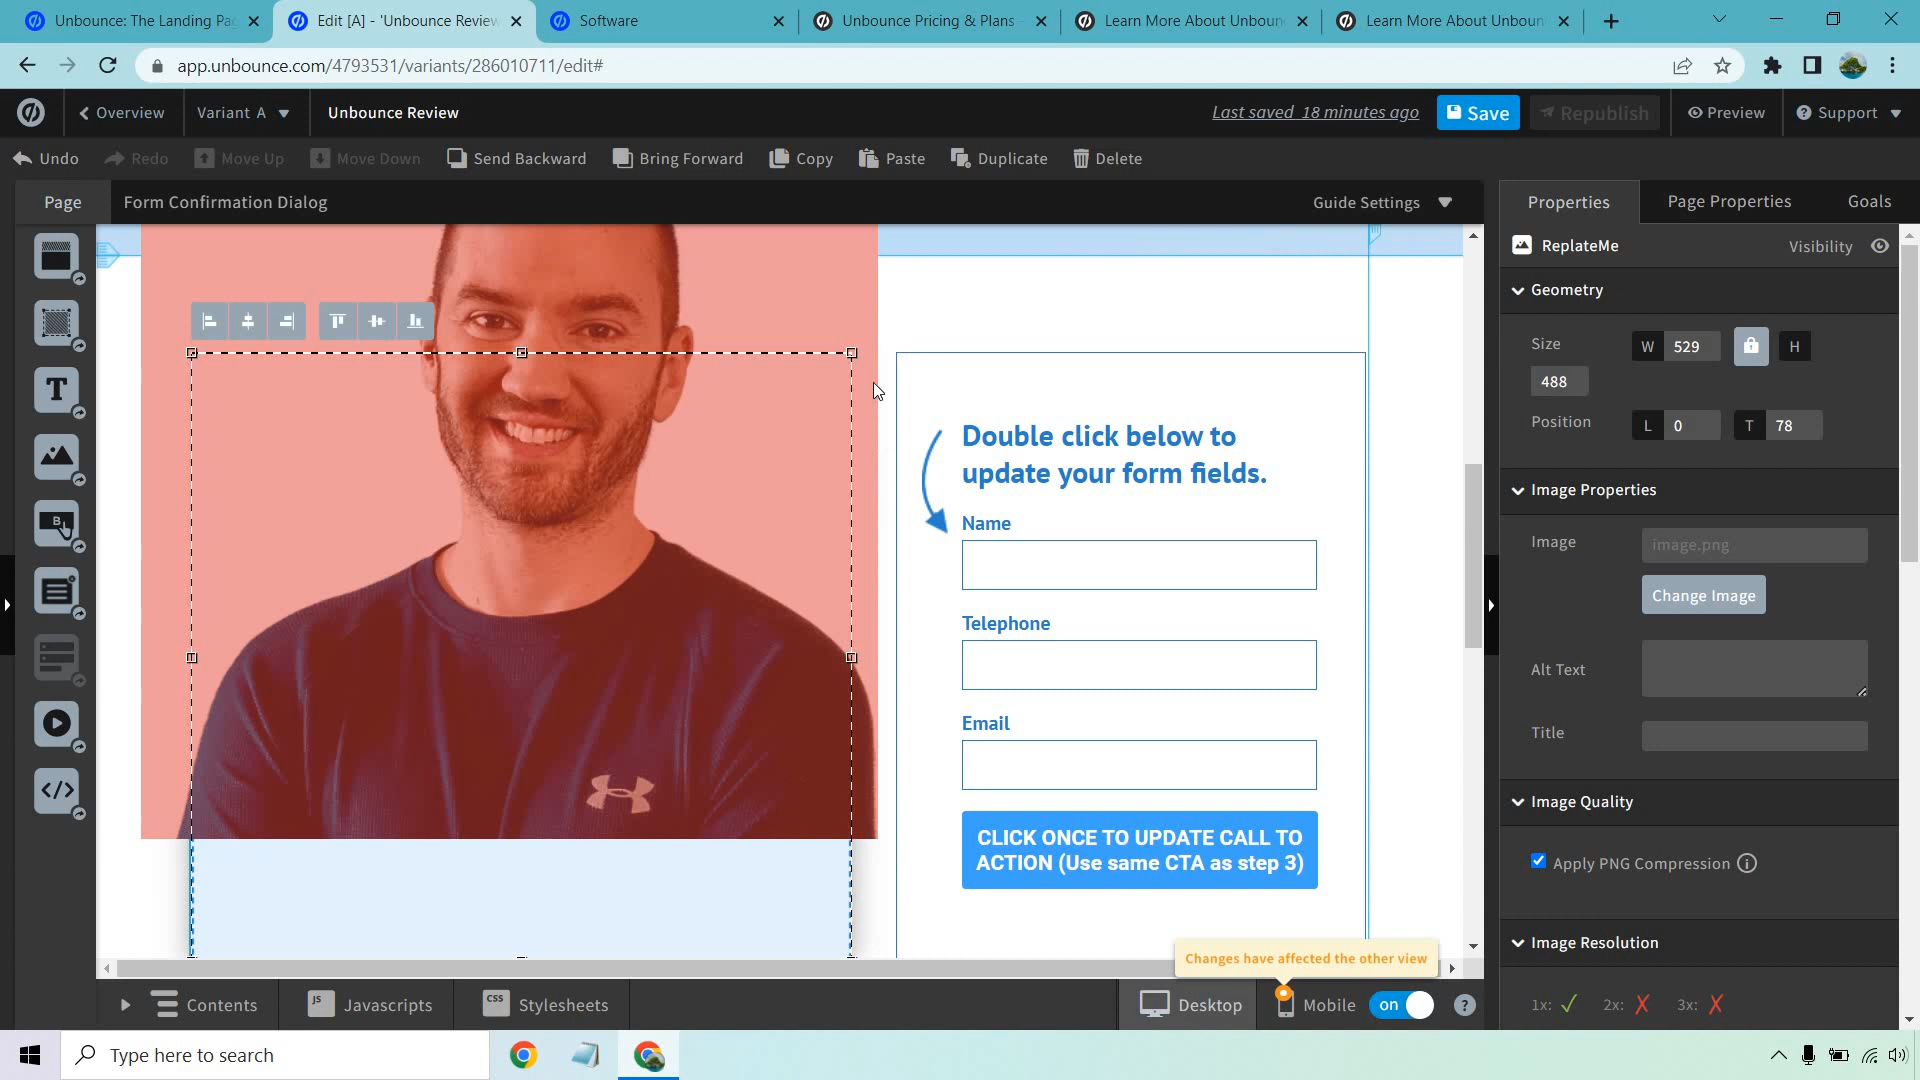 Unbounce: The Landing Pag
Edit [A] - 'Unbounce Review
Software
Unbounce Pricing & Plans -
Learn More About Unboun
Learn More About Unboun
app.unbounce.com/4793531/variants/286010711/edit#
Overview
Variant A
Unbounce Review
Last saved 18 minutes ago
Save
Republish
Preview
Support
Undo
Redo
Move Up
Move Down
Send Backward
Bring Forward
Copy
Paste
Duplicate
Delete
Page
Form Confirmation Dialog
Guide Settings
Properties
Page Properties
Goals
ReplateMe
Visibility
Geometry
Size
W 529
H
488
Position
L 0
T 78
Image Properties
Image
image.png
Change Image
Alt Text
Title
Image Quality
Apply PNG Compression
Image Resolution
1x:
2x:
3x:
T
B
Double click below to
update your form fields.
Name
Telephone
Email
CLICK ONCE TO UPDATE CALL TO
ACTION (Use same CTA as step 3)
Changes have affected the other view
Contents
JS Javascripts
CSS Stylesheets
Desktop
Mobile
on
?
Type here to search